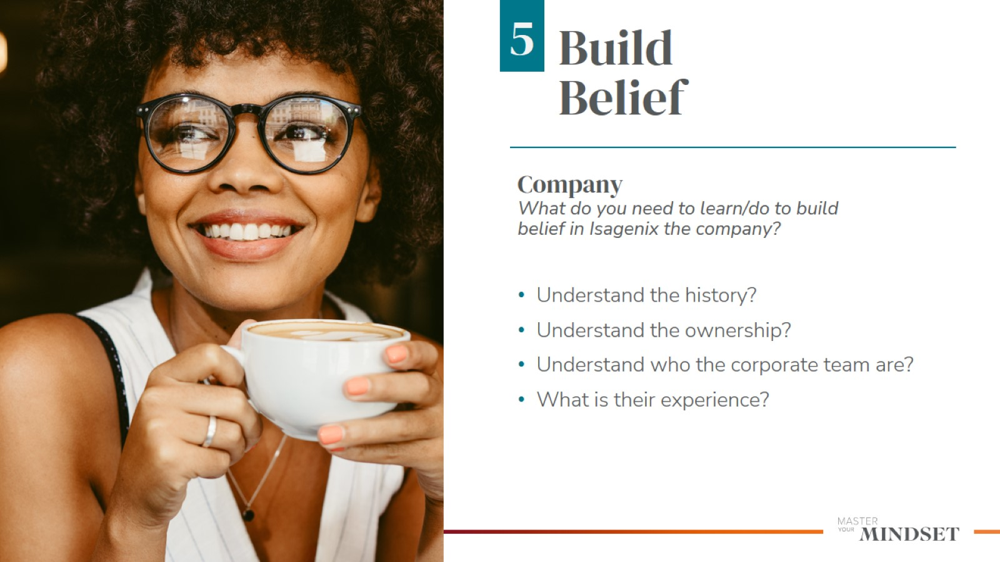 5
Build
Belief
Company
What do you need to learn/do to build
belief in Isagenix the company?
• Understand the history?
• Understand the ownership?
• Understand who the corporate team are?
• What is their experience?
MASTER
YOUR MINDSET